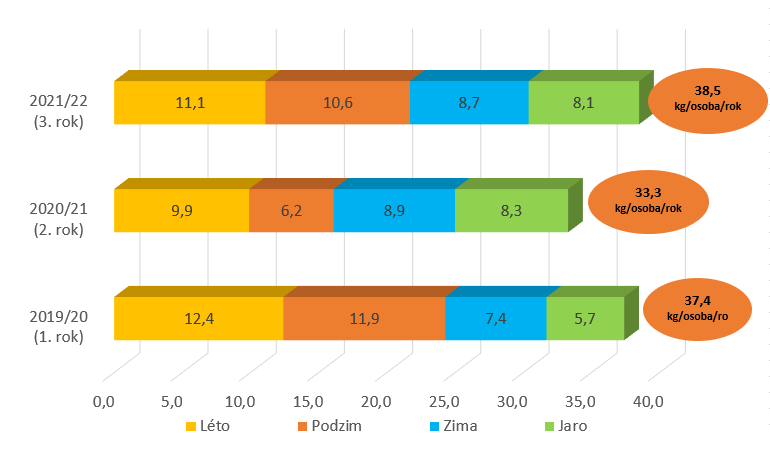 2021/22
(3. rok)
11,1
10,6
8,7
8,1
38,5
kg/osoba/rok
2020/21
(2. rok)
9,9
6,2
8,9
8,3
33,3
kg/osoba/rok
2019/20
(1. rok)
12,4
11,9
7,4
5,7
37,4
kg/osoba/ro
0,0 5,0 10,0 15,0 20,0 25,0 30,0 35,0 40,0
Léto Podzim Zima Jaro